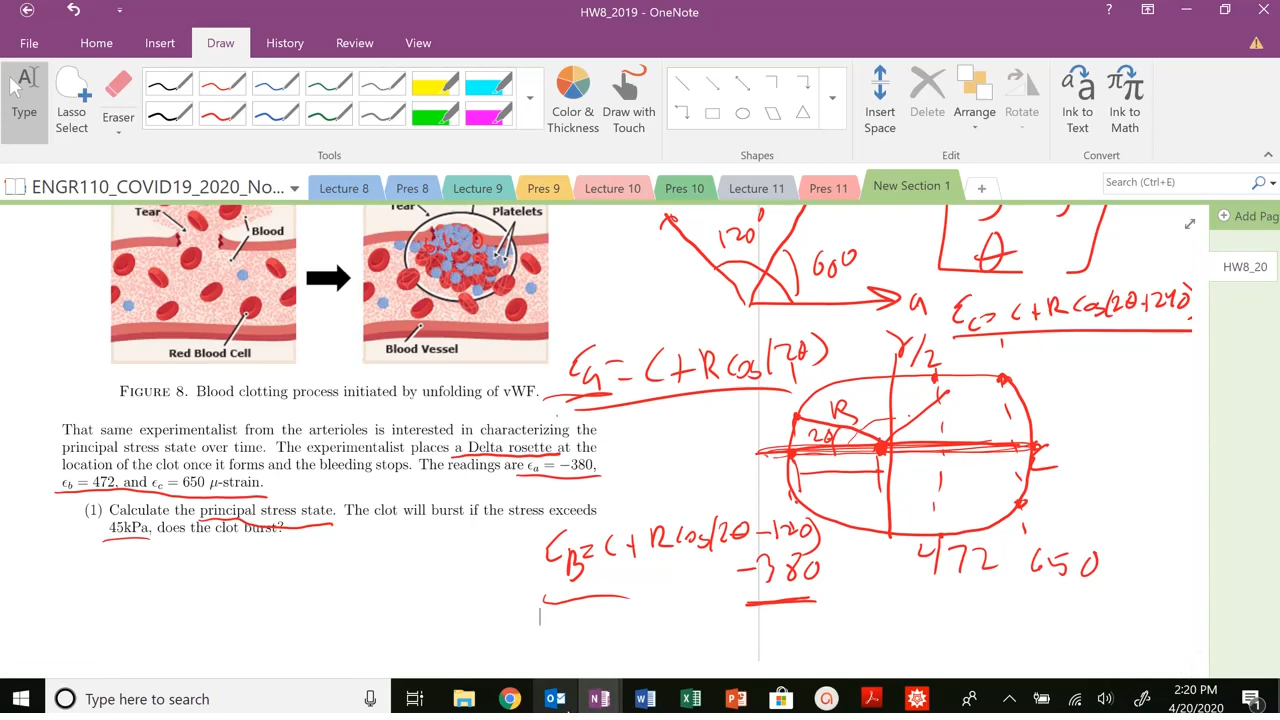 HW8_2019 - OneNote
File Home Insert Draw History Review View
Type Lasso Select Eraser Color & Thickness Draw with Touch Insert Space Delete Arrange Rotate Ink to Text Ink to Math
Tools Shapes Edit Convert
ENGR110_COVID19_2020_No... Lecture 8 Pres 8 Lecture 9 Pres 9 Lecture 10 Pres 10 Lecture 11 Pres 11 New Section 1 Search (Ctrl+E)
Add Pag
HW8_20
Tear Blood Red Blood Cell
Tear Platelets Blood Vessel
FIGURE 8. Blood clotting process initiated by unfolding of vWF.
That same experimentalist from the arterioles is interested in characterizing the
principal stress state over time. The experimentalist places a Delta rosette at the
location of the clot once it forms and the bleeding stops. The readings are ϵa = −380,
ϵb = 472, and ϵc = 650 μ-strain.
(1) Calculate the principal stress state. The clot will burst if the stress exceeds
45kPa, does the clot burst?
120°
60°
a
θ
εc = C + R cos(2θ + 240)
εa = C + R cos(2θ)
γ/2
R
2θ
εB = C + R cos(2θ - 120)
-380
472 650
Type here to search
2:20 PM
4/20/2020